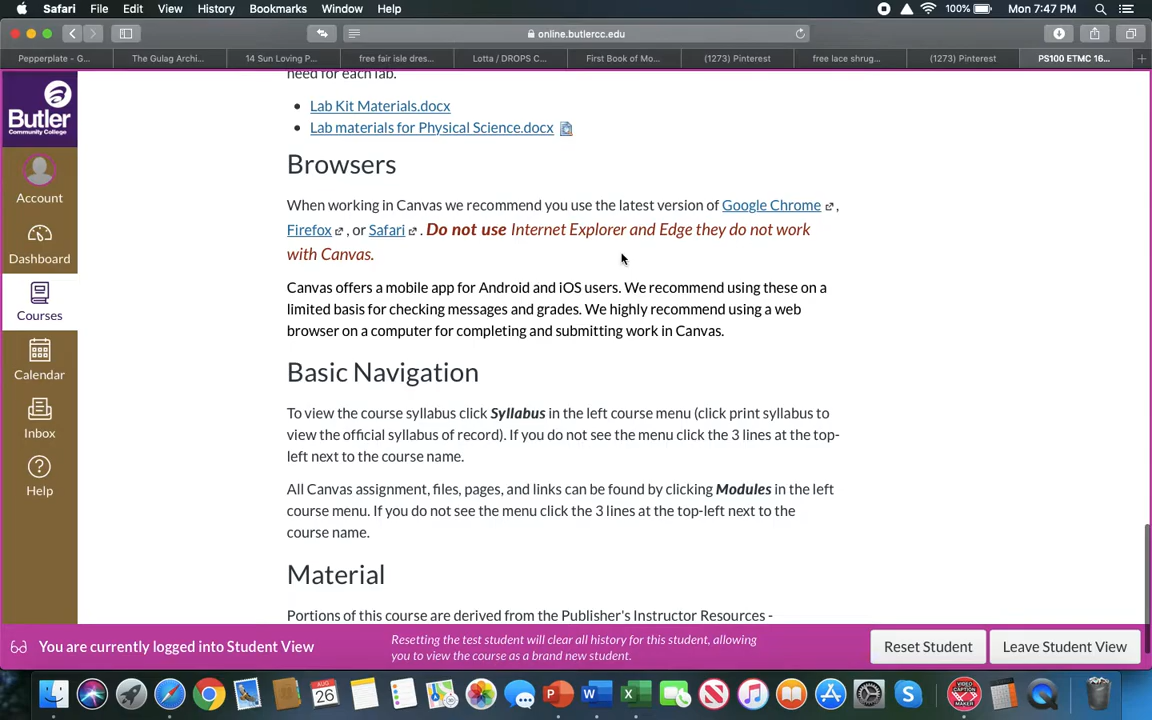 Safari File Edit View History Bookmarks Window Help 100% Mon 7:47 PM
online.butlercc.edu
Pepperplate - G... The Gulag Archi... 14 Sun Loving P... free fair isle dres... Lotta / DROPS C... First Book of Mo... (1273) Pinterest free lace shrug... (1273) Pinterest PS100 ETMC 16...
need for each lab.
Butler
Community College
Lab Kit Materials.docx
Lab materials for Physical Science.docx
Browsers
Account
When working in Canvas we recommend you use the latest version of Google Chrome ,
Firefox , or Safari . Do not use Internet Explorer and Edge they do not work
with Canvas.
Dashboard
Canvas offers a mobile app for Android and iOS users. We recommend using these on a
limited basis for checking messages and grades. We highly recommend using a web
browser on a computer for completing and submitting work in Canvas.
Courses
Basic Navigation
Calendar
To view the course syllabus click Syllabus in the left course menu (click print syllabus to
view the official syllabus of record). If you do not see the menu click the 3 lines at the top-
left next to the course name.
Inbox
All Canvas assignment, files, pages, and links can be found by clicking Modules in the left
course menu. If you do not see the menu click the 3 lines at the top-left next to the
course name.
Help
Material
Portions of this course are derived from the Publisher's Instructor Resources -
You are currently logged into Student View
Resetting the test student will clear all history for this student, allowing
you to view the course as a brand new student.
Reset Student Leave Student View
AUG
26
VIDEO
CAPTION
MAKER